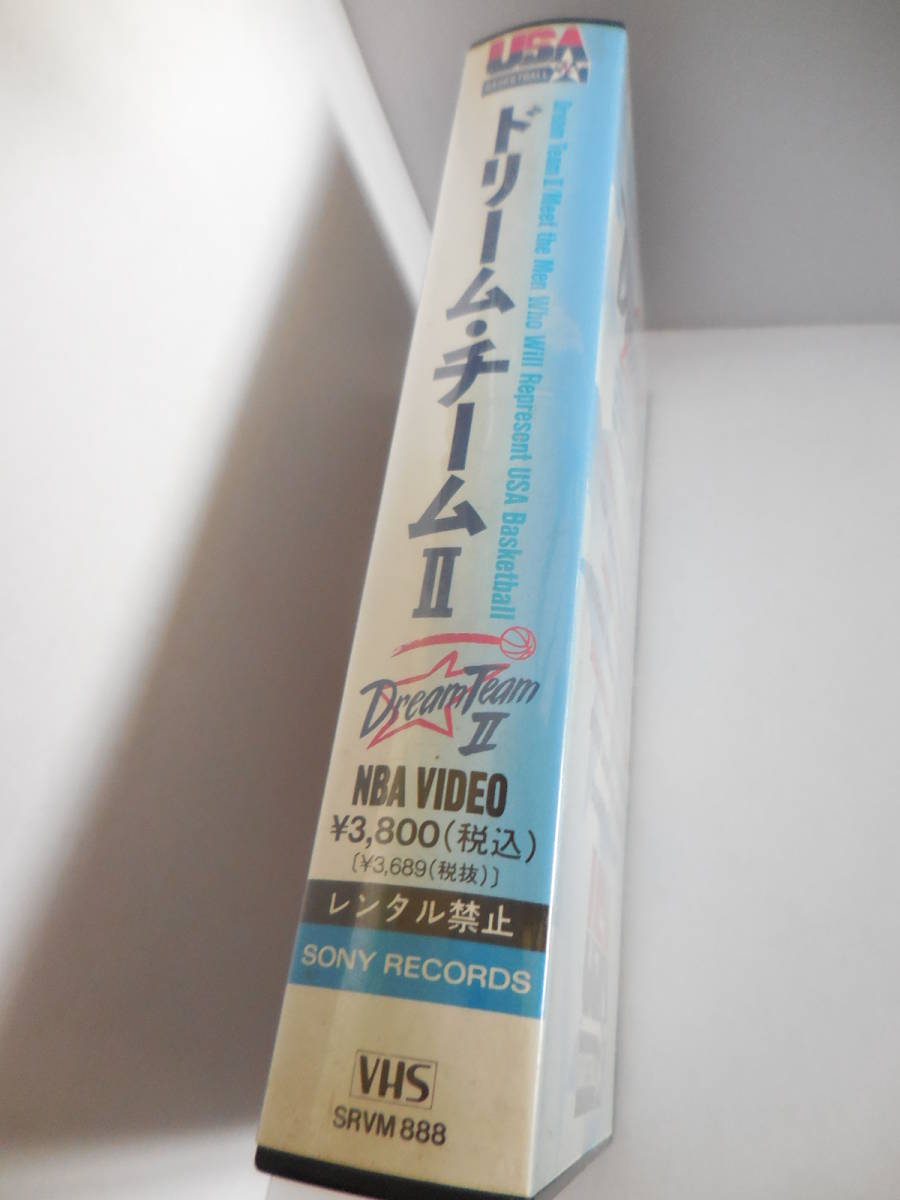 USA
BASKETBALL
ドリーム・チームⅡ
Dream Team Ⅱ/Meet the Men Who Will Represent USA Basketball
Dream Team
Ⅱ
NBA VIDEO
¥3,800(税込)
〔¥3,689(税抜)〕
レンタル禁止
SONY RECORDS
VHS
SRVM 888